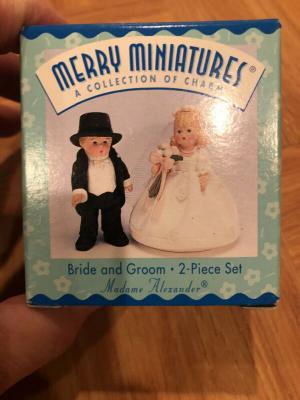 MERRY MINIATURES®
A COLLECTION OF CHARM
Bride and Groom · 2-Piece Set
Madame Alexander®